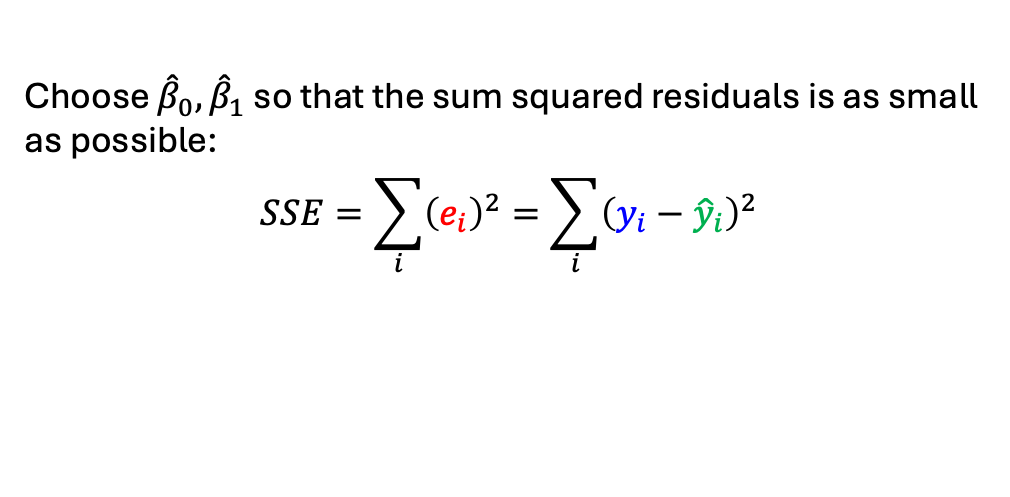 Choose β̂₀, β̂₁ so that the sum squared residuals is as small
as possible:
SSE = ∑ᵢ(eᵢ)² = ∑ᵢ(yᵢ − ŷᵢ)²